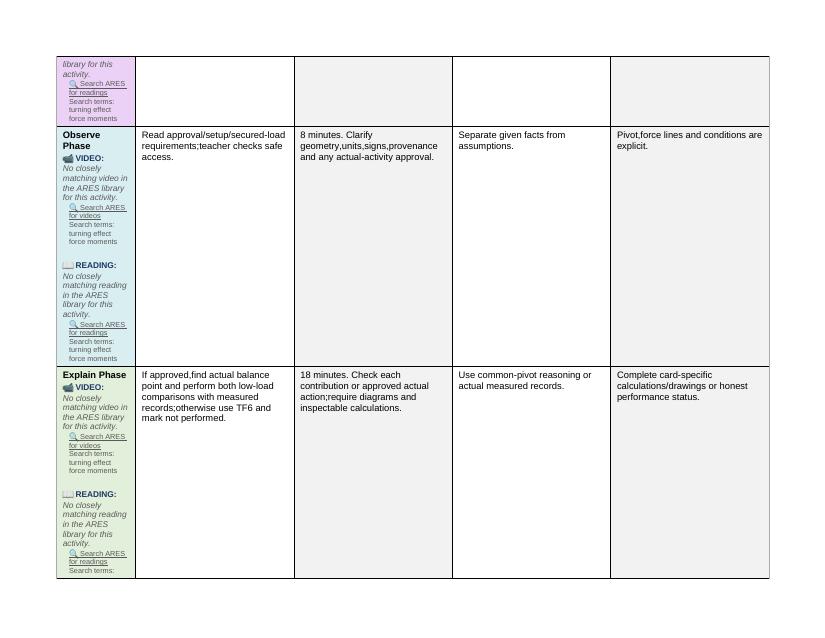 library for this
activity.
🔍 Search ARES
for readings
Search terms:
turning effect
force moments
Observe
Phase
📹 VIDEO:
No closely
matching video in
the ARES library
for this activity.
🔍 Search ARES
for videos
Search terms:
turning effect
force moments
📖 READING:
No closely
matching reading
in the ARES
library for this
activity.
🔍 Search ARES
for readings
Search terms:
turning effect
force moments
Read approval/setup/secured-load
requirements;teacher checks safe
access.
8 minutes. Clarify
geometry,units,signs,provenance
and any actual-activity approval.
Separate given facts from
assumptions.
Pivot,force lines and conditions are
explicit.
Explain Phase
📹 VIDEO:
No closely
matching video in
the ARES library
for this activity.
🔍 Search ARES
for videos
Search terms:
turning effect
force moments
📖 READING:
No closely
matching reading
in the ARES
library for this
activity.
🔍 Search ARES
for readings
Search terms:
If approved,find actual balance
point and perform both low-load
comparisons with measured
records;otherwise use TF6 and
mark not performed.
18 minutes. Check each
contribution or approved actual
action;require diagrams and
inspectable calculations.
Use common-pivot reasoning or
actual measured records.
Complete card-specific
calculations/drawings or honest
performance status.